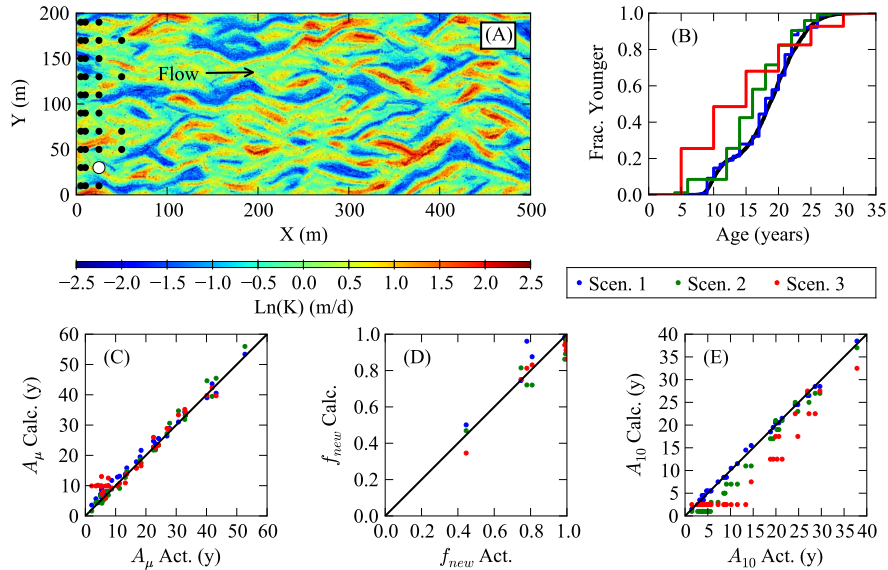 (A)
Flow
Y (m)
200
150
100
50
0
0 100 200 300 400 500
X (m)
−2.5 −2.0 −1.5 −1.0 −0.5 0.0 0.5 1.0 1.5 2.0 2.5
Ln(K) (m/d)
(B)
Frac. Younger
1.0
0.8
0.6
0.4
0.2
0.0
0 5 10 15 20 25 30 35
Age (years)
Scen. 1 Scen. 2 Scen. 3
(C)
Aμ Calc. (y)
60
50
40
30
20
10
0
0 10 20 30 40 50 60
Aμ Act. (y)
(D)
fnew Calc.
1.0
0.8
0.6
0.4
0.2
0.0
0.0 0.2 0.4 0.6 0.8 1.0
fnew Act.
(E)
A10 Calc. (y)
40
35
30
25
20
15
10
5
0
0 5 10 15 20 25 30 35 40
A10 Act. (y)